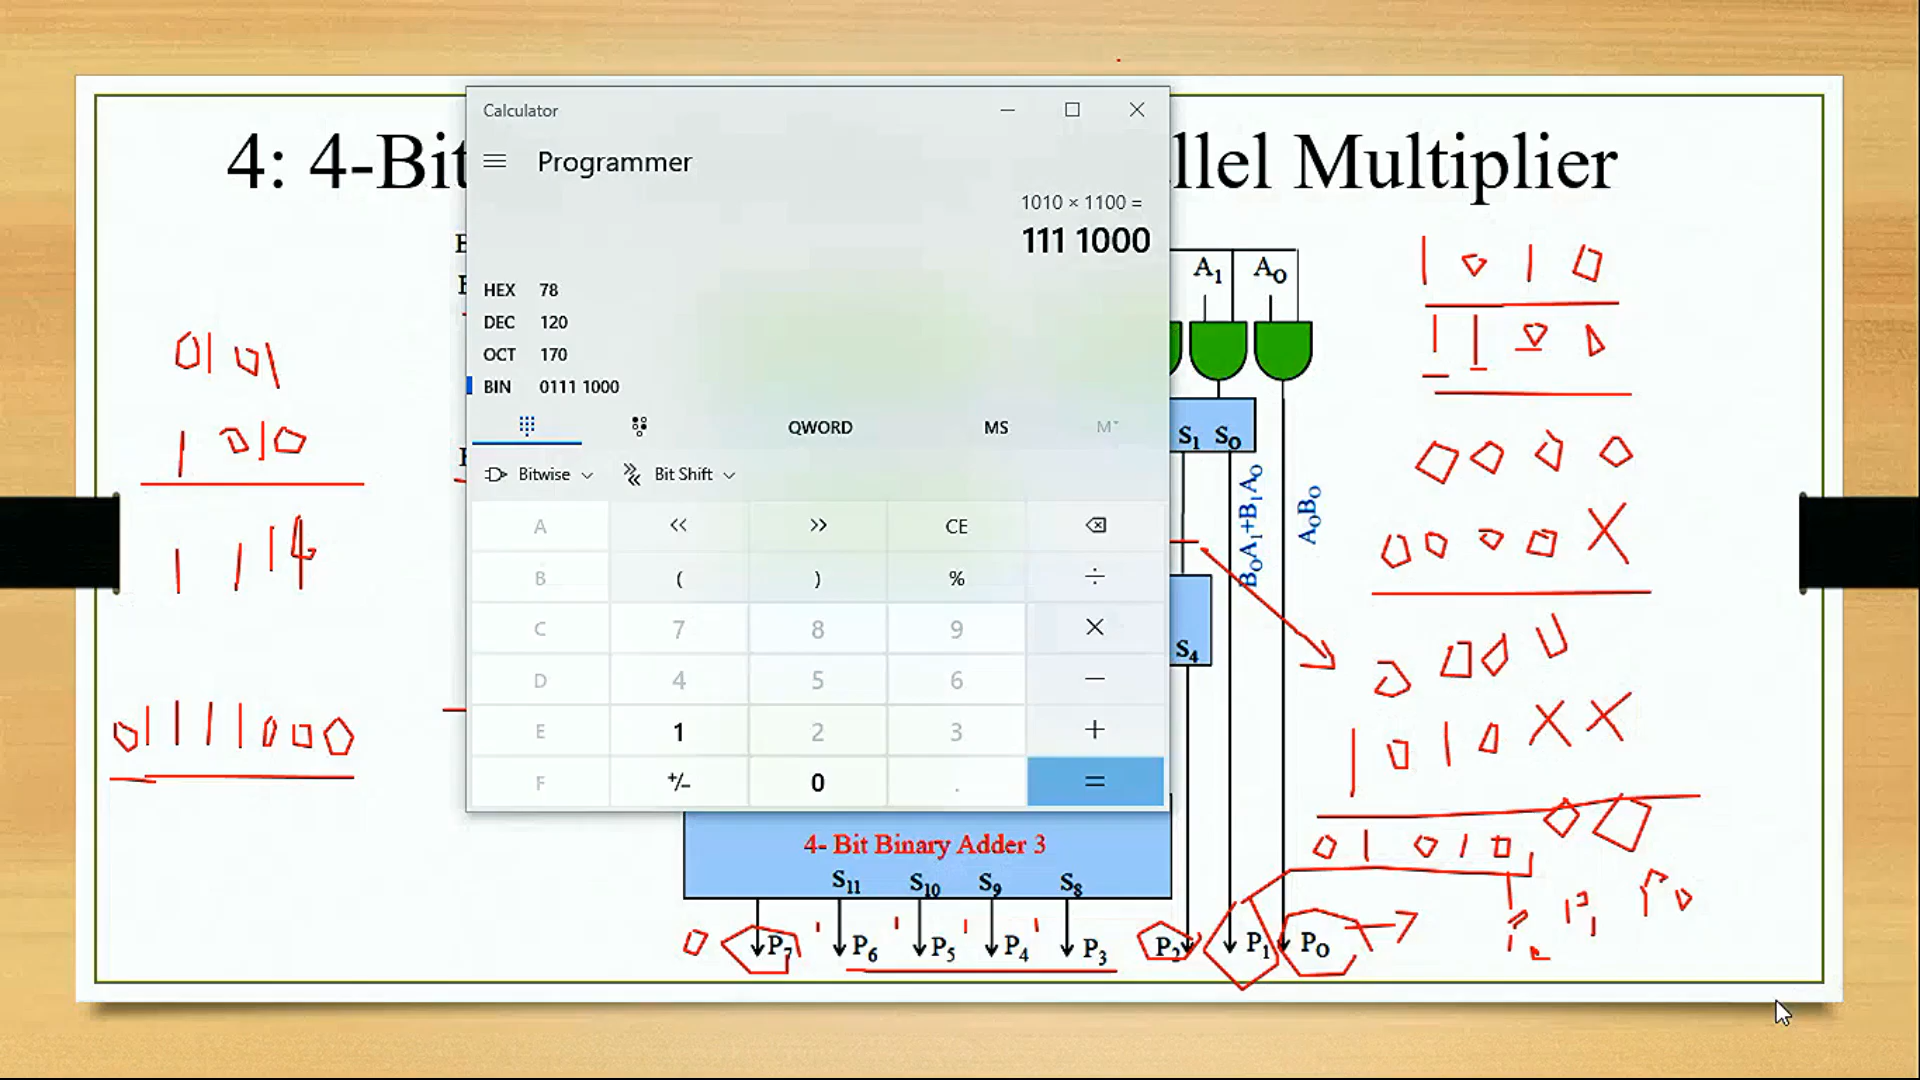 4: 4-Bit
llel Multiplier
Calculator
Programmer
1010 × 1100 =
111 1000
HEX 78
DEC 120
OCT 170
BIN 0111 1000
QWORD MS
Bitwise Bit Shift
A << >> CE
B ( ) % ÷
C 7 8 9 ×
D 4 5 6 −
E 1 2 3 +
F +/− 0 . =
A1 A0
S1 S0
B0A1+B1A0
A0B0
S4
4- Bit Binary Adder 3
S11 S10 S9 S8
P7 P6 P5 P4 P3 P2 P1 P0
0101
1010
01111000
1010
1100
0000
0000X
0000
1010XX
01010